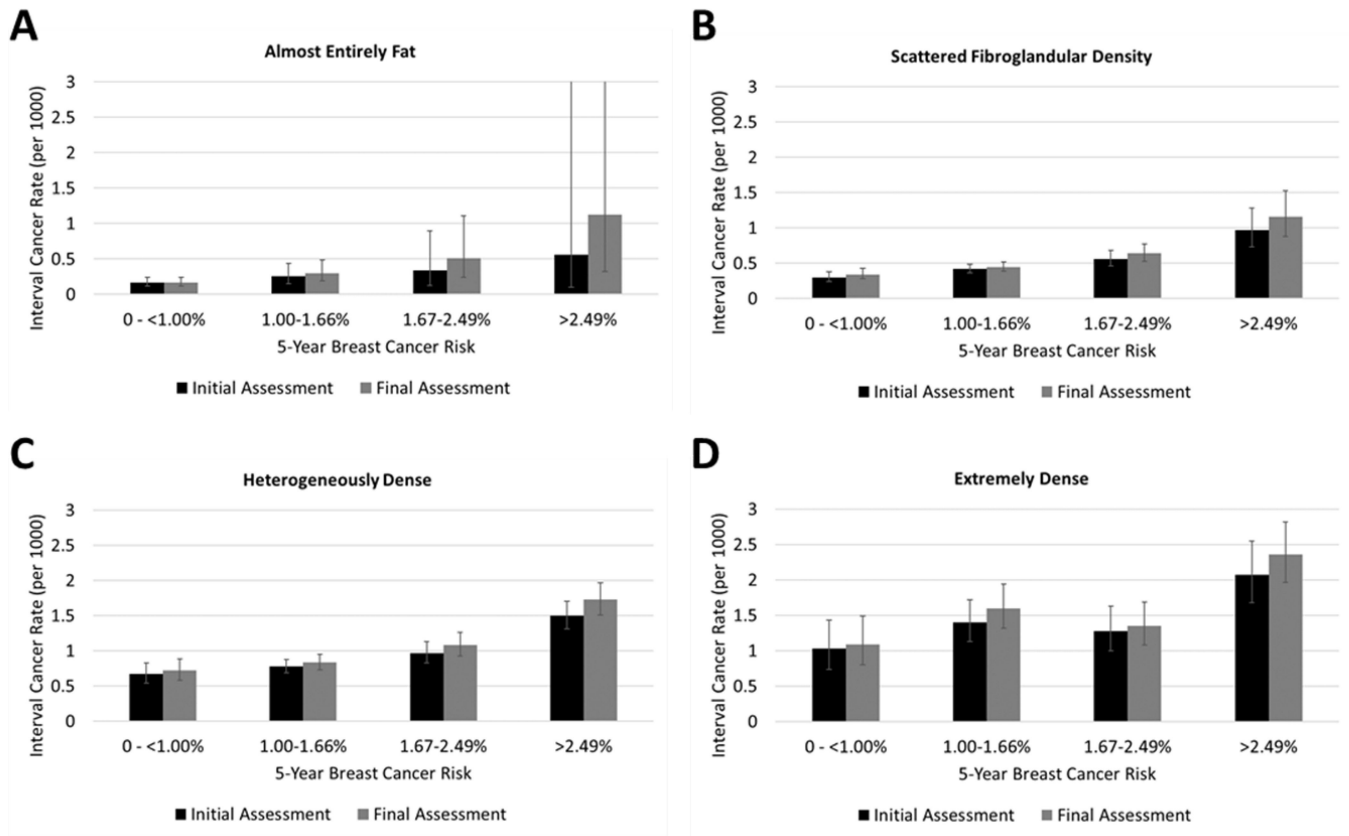 A
Almost Entirely Fat
Interval Cancer Rate (per 1000)
3
2.5
2
1.5
1
0.5
0
0 - <1.00% 1.00-1.66% 1.67-2.49% >2.49%
5-Year Breast Cancer Risk
Initial Assessment Final Assessment
B
Scattered Fibroglandular Density
Interval Cancer Rate (per 1000)
3
2.5
2
1.5
1
0.5
0
0 - <1.00% 1.00-1.66% 1.67-2.49% >2.49%
5-Year Breast Cancer Risk
Initial Assessment Final Assessment
C
Heterogeneously Dense
Interval Cancer Rate (per 1000)
3
2.5
2
1.5
1
0.5
0
0 - <1.00% 1.00-1.66% 1.67-2.49% >2.49%
5-Year Breast Cancer Risk
Initial Assessment Final Assessment
D
Extremely Dense
Interval Cancer Rate (per 1000)
3
2.5
2
1.5
1
0.5
0
0 - <1.00% 1.00-1.66% 1.67-2.49% >2.49%
5-Year Breast Cancer Risk
Initial Assessment Final Assessment